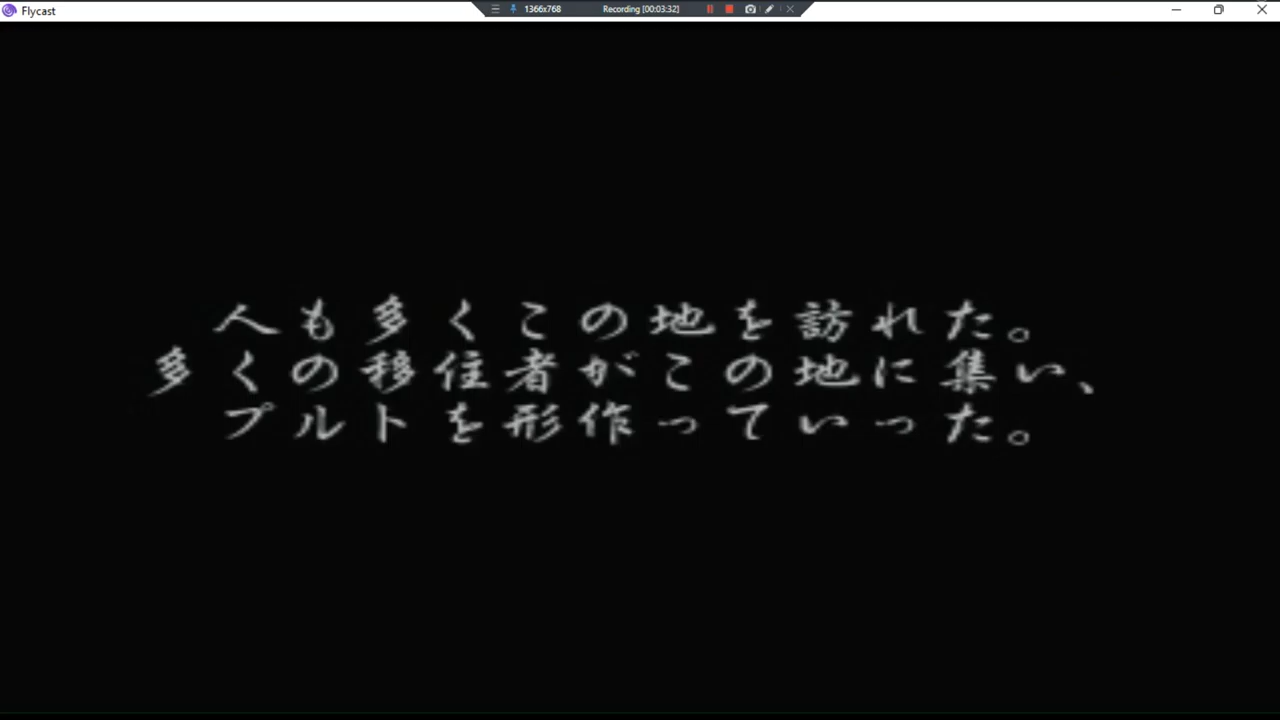 Flycast
1366x768
Recording [00:03:32]
人も多くこの地を訪れた。
多くの移住者がこの地に集い、
プルトを形作っていった。